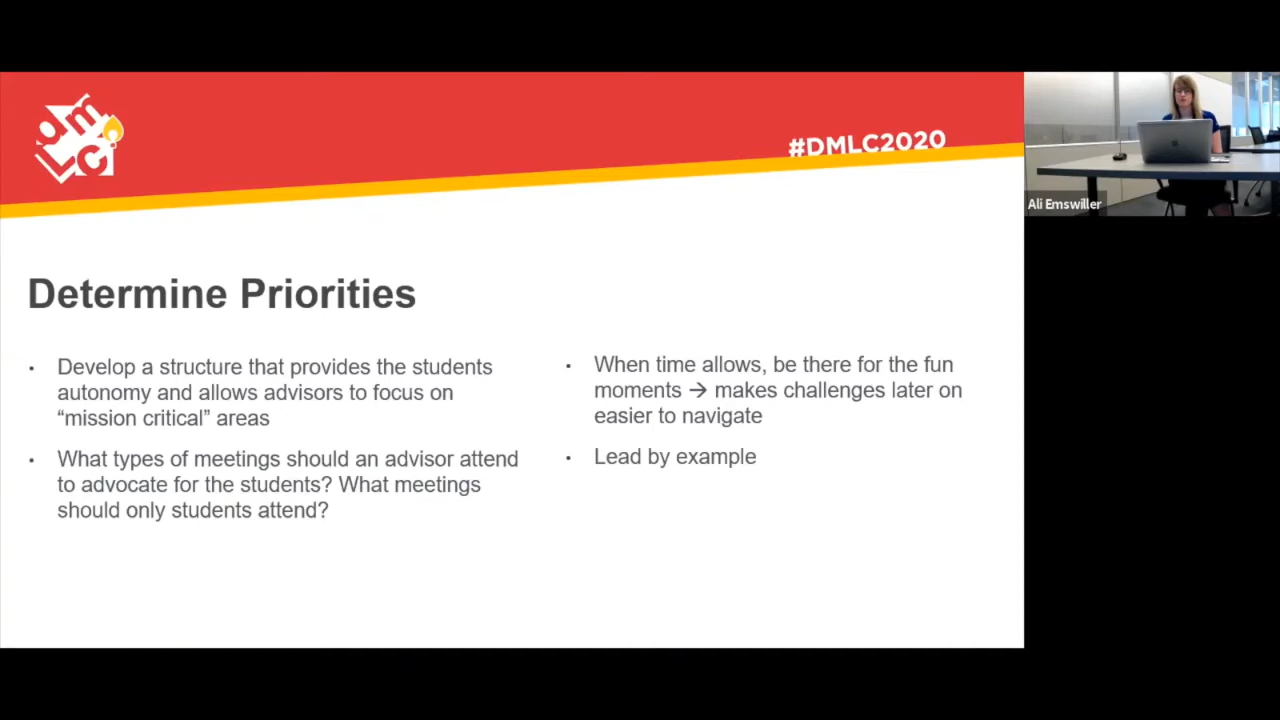 DMLC
#DMLC2020
Ali Emswiller
Determine Priorities
• Develop a structure that provides the students
autonomy and allows advisors to focus on
“mission critical” areas
• What types of meetings should an advisor attend
to advocate for the students? What meetings
should only students attend?
• When time allows, be there for the fun
moments → makes challenges later on
easier to navigate
• Lead by example